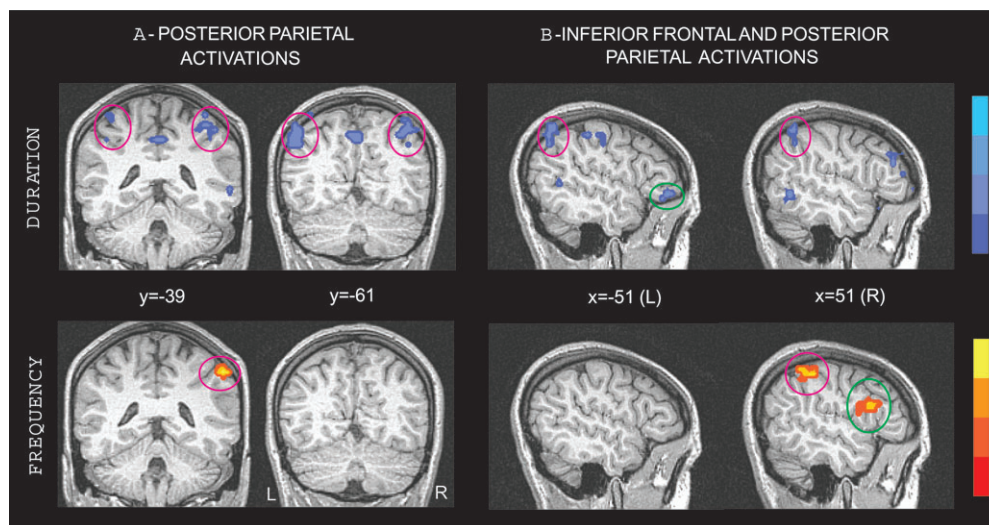 A- POSTERIOR PARIETAL
ACTIVATIONS
B-INFERIOR FRONTAL AND POSTERIOR
PARIETAL ACTIVATIONS
DURATION
y=-39
y=-61
x=-51 (L)
x=51 (R)
FREQUENCY
L
R